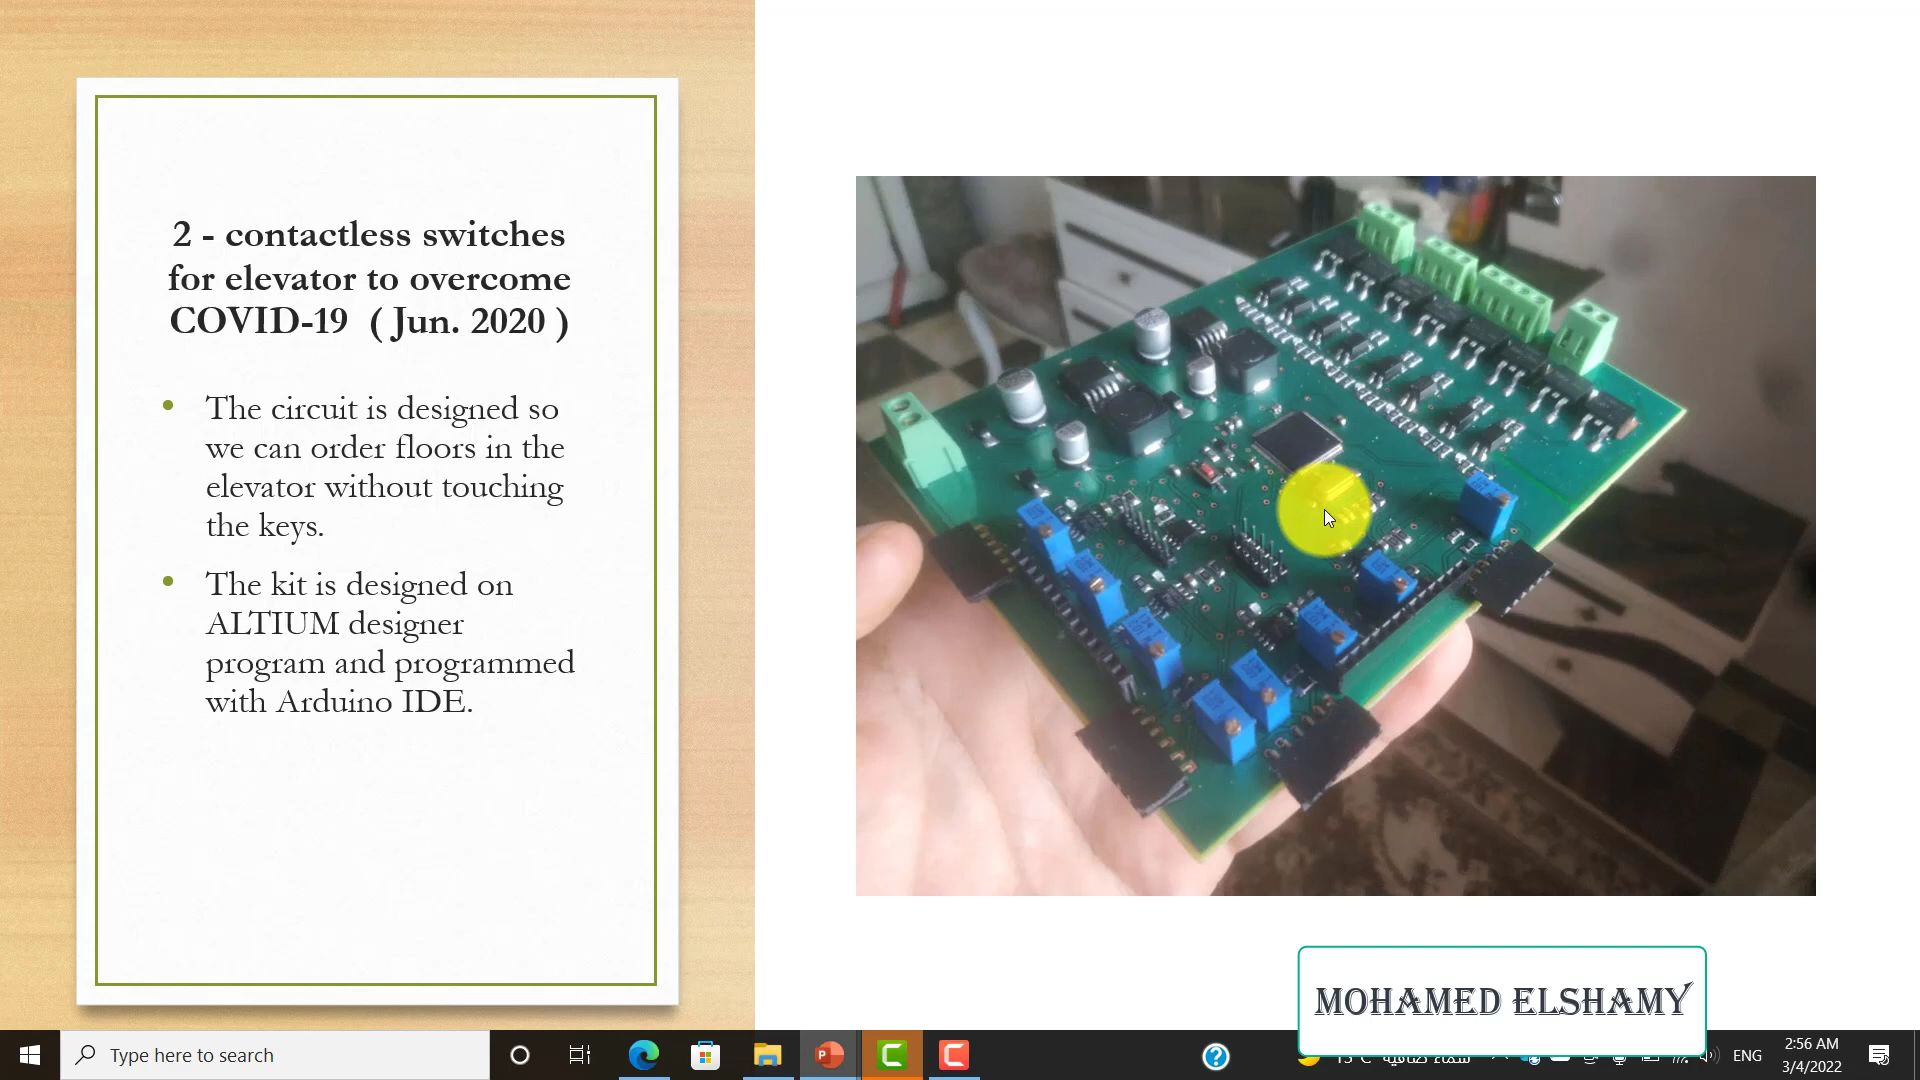 2 - contactless switches
for elevator to overcome
COVID-19 ( Jun. 2020 )
• The circuit is designed so
we can order floors in the
elevator without touching
the keys.
• The kit is designed on
ALTIUM designer
program and programmed
with Arduino IDE.
MOHAMED ELSHAMY
Type here to search
ENG
2:56 AM
3/4/2022